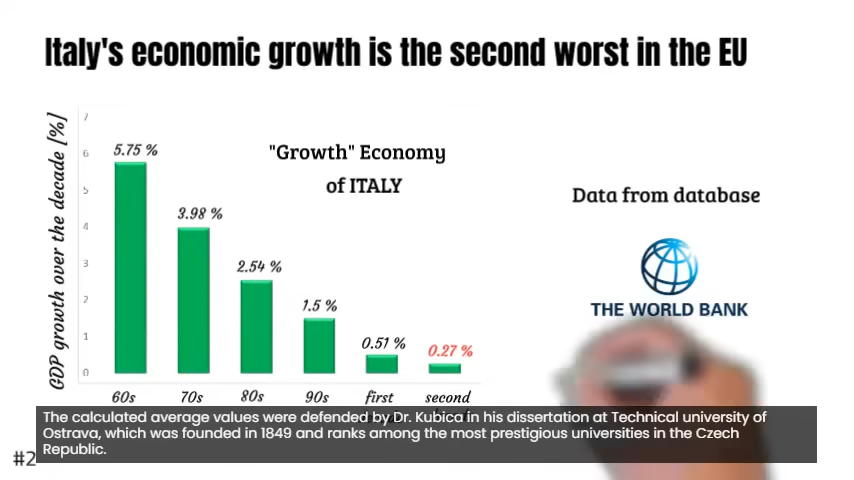 Italy's economic growth is the second worst in the EU
GDP growth over the decade [%]
7
6
5
4
3
2
1
0
5.75 %
3.98 %
2.54 %
1.5 %
0.51 %
0.27 %
"Growth" Economy
of ITALY
60s
70s
80s
90s
first
second
Data from database
THE WORLD BANK
The calculated average values were defended by Dr. Kubica in his dissertation at Technical university of
Ostrava, which was founded in 1849 and ranks among the most prestigious universities in the Czech
Republic.
#2